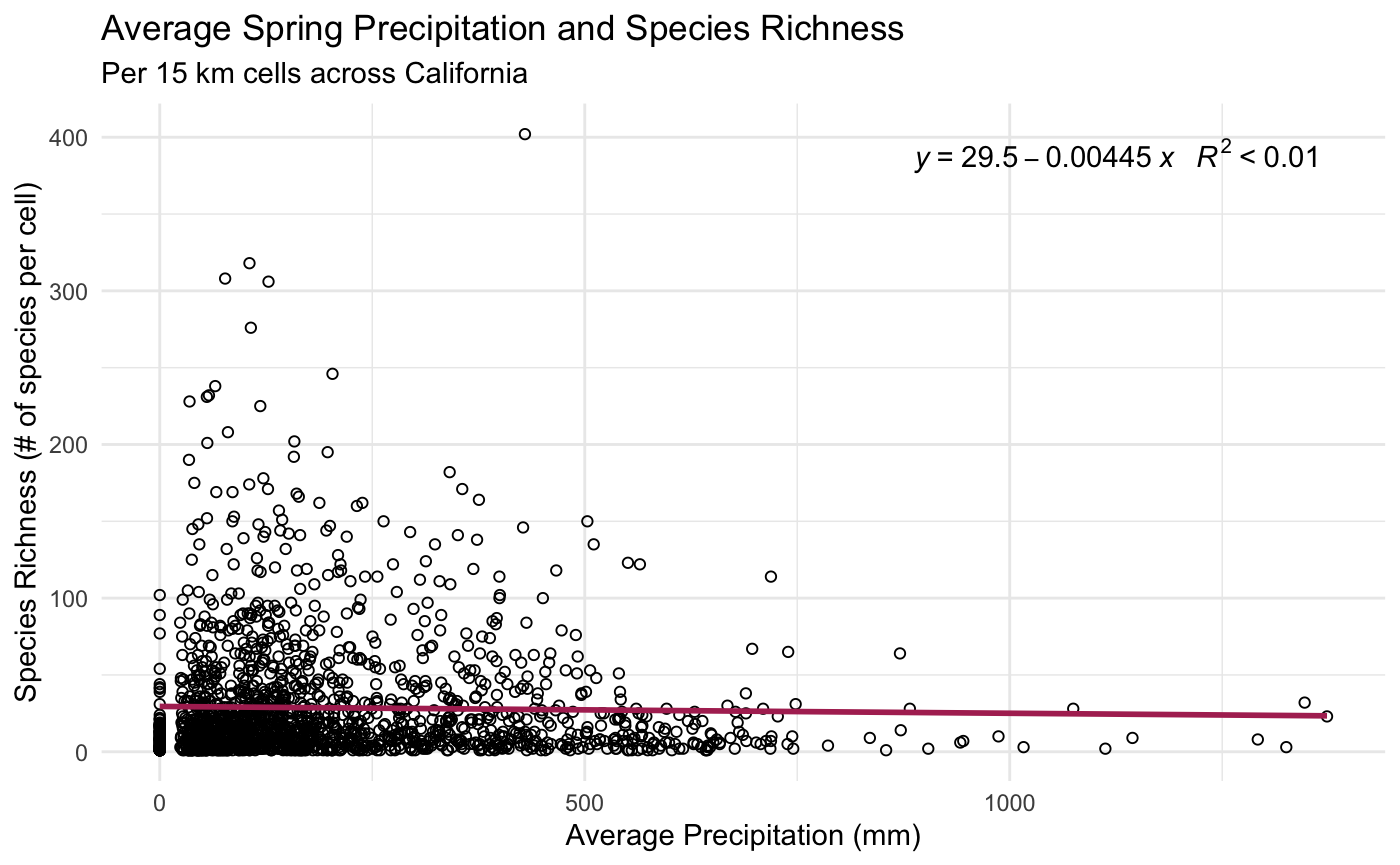 Average Spring Precipitation and Species Richness
Per 15 km cells across California
y = 29.5 – 0.00445 x  R² < 0.01
Species Richness (# of species per cell)
400
300
200
100
0
0
500
1000
Average Precipitation (mm)